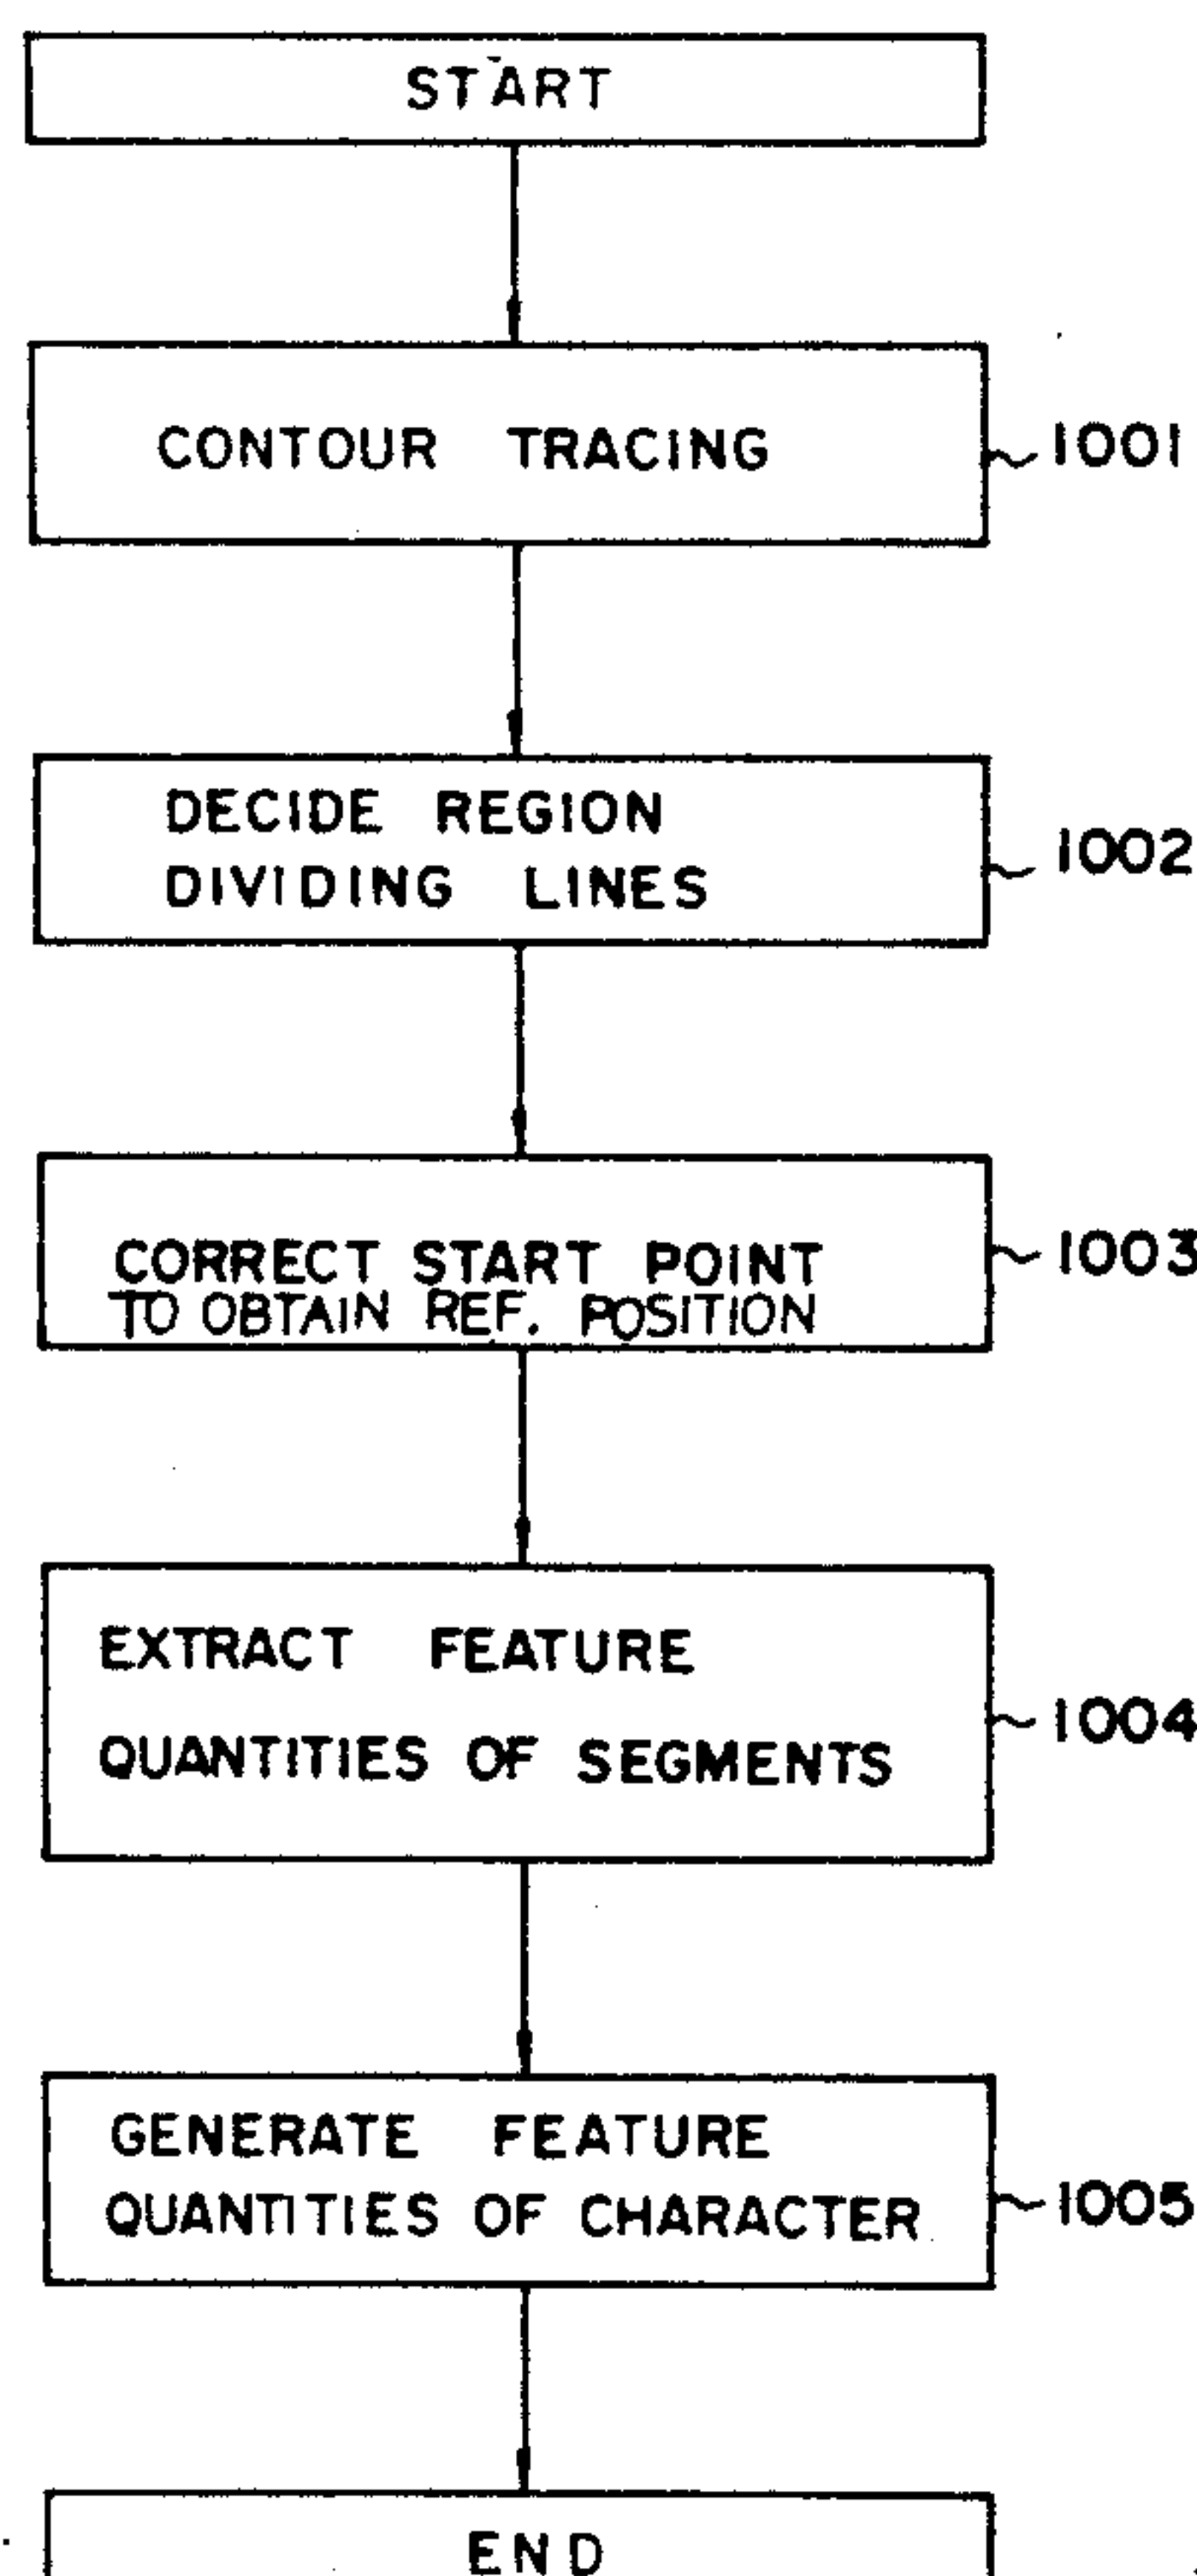 START
CONTOUR TRACING
1001
DECIDE REGION
DIVIDING LINES
1002
CORRECT START POINT
TO OBTAIN REF. POSITION
1003
EXTRACT FEATURE
QUANTITIES OF SEGMENTS
1004
GENERATE FEATURE
QUANTITIES OF CHARACTER
1005
END